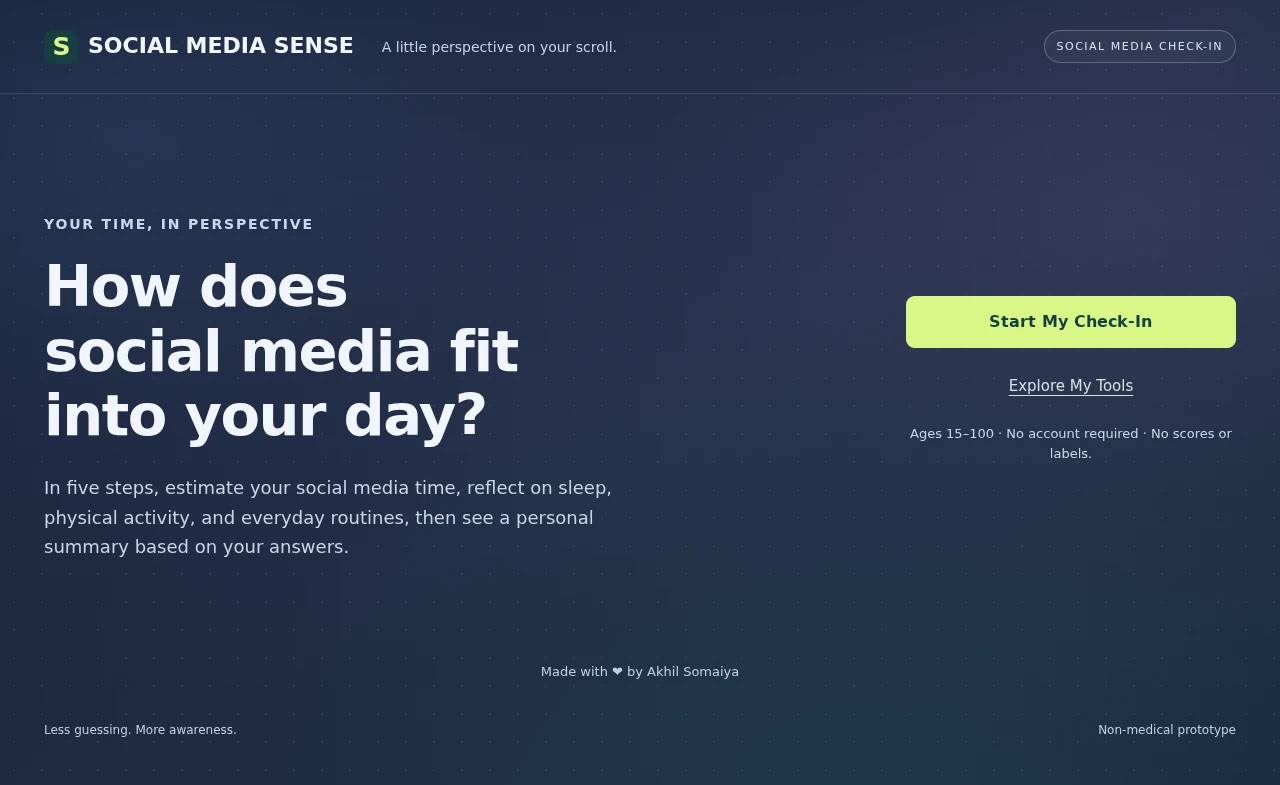 S SOCIAL MEDIA SENSE
A little perspective on your scroll.
SOCIAL MEDIA CHECK-IN
YOUR TIME, IN PERSPECTIVE
How does
social media fit
into your day?
In five steps, estimate your social media time, reflect on sleep,
physical activity, and everyday routines, then see a personal
summary based on your answers.
Start My Check-In
Explore My Tools
Ages 15–100 · No account required · No scores or
labels.
Made with ❤ by Akhil Somaiya
Less guessing. More awareness.
Non-medical prototype